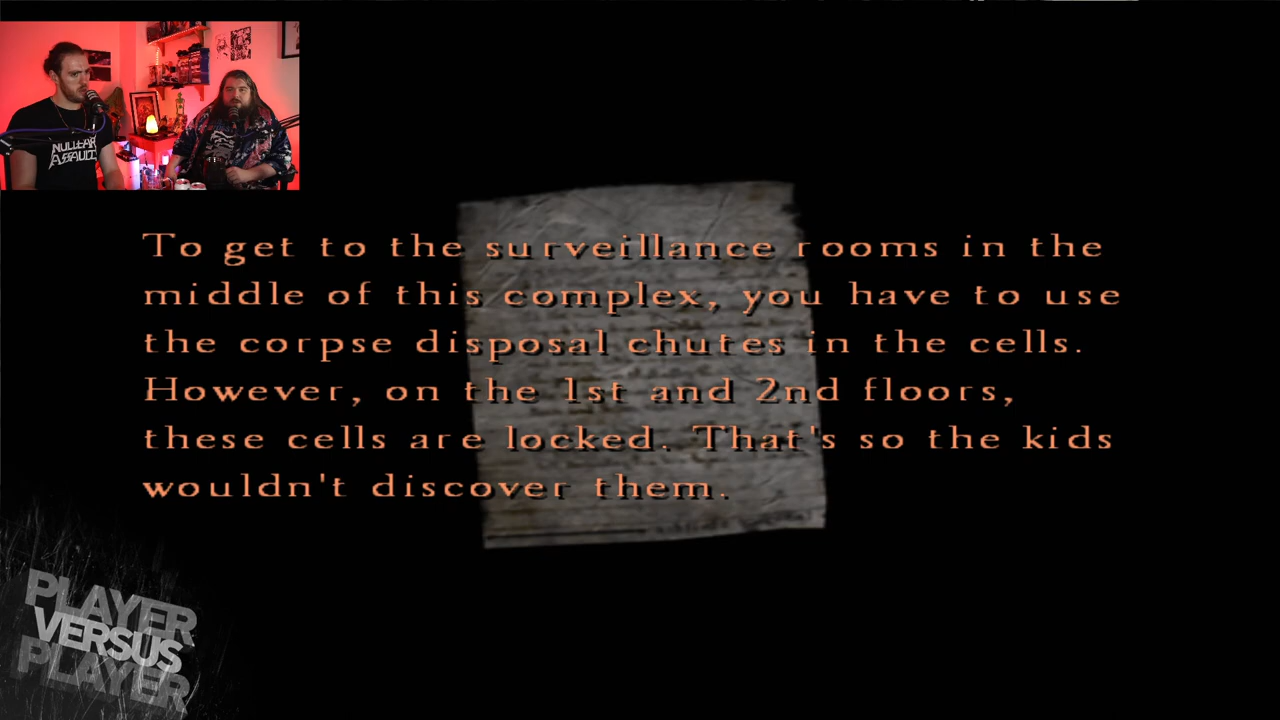 NUCLEAR
ASSAULT
To get to the surveillance rooms in the
middle of this complex, you have to use
the corpse disposal chutes in the cells.
However, on the 1st and 2nd floors,
these cells are locked. That's so the kids
wouldn't discover them.
PLAYER
VERSUS
PLAYER